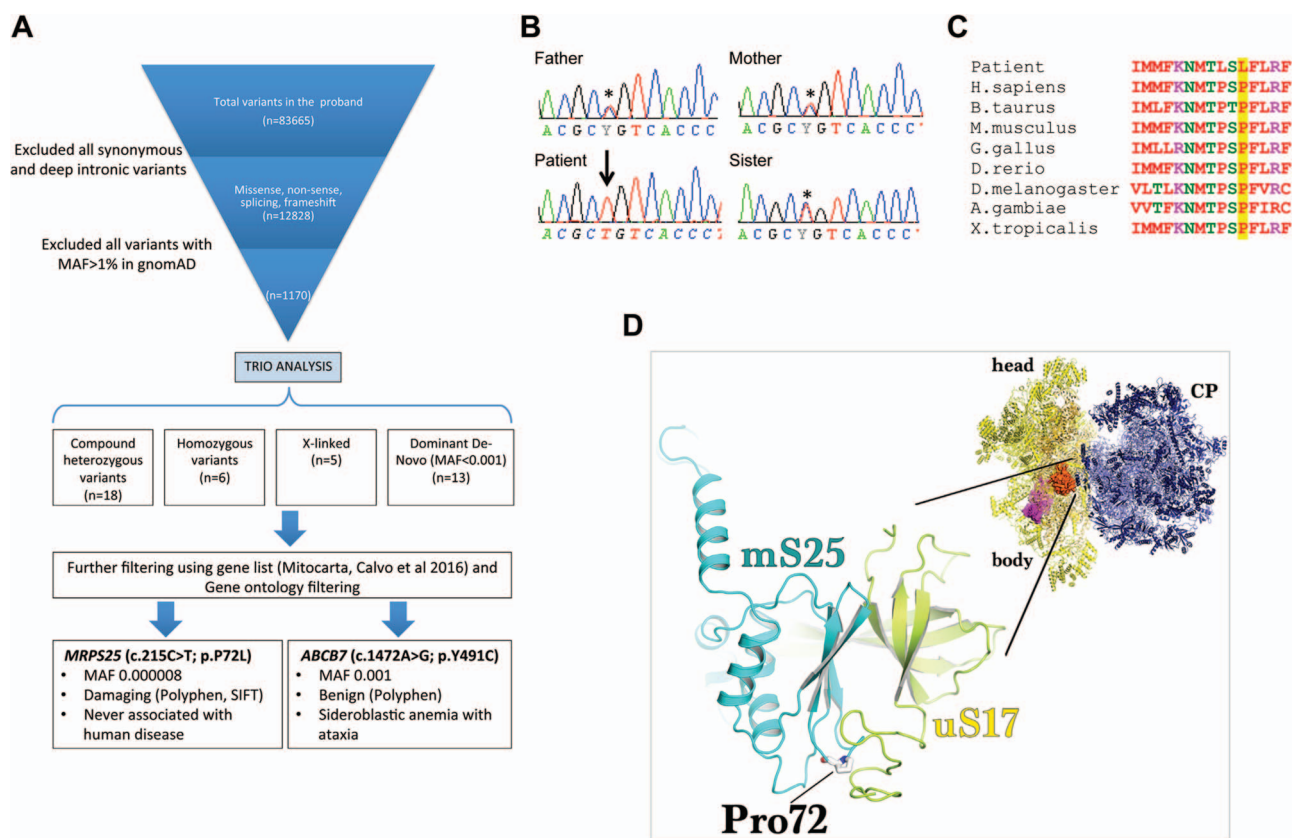 A
Total variants in the proband
(n=83665)
Excluded all synonymous
and deep intronic variants
Missense, non-sense,
splicing, frameshift
(n=12828)
Excluded all variants with
MAF>1% in gnomAD
(n=1170)
TRIO ANALYSIS
Compound
heterozygous
variants
(n=18)
Homozygous
variants
(n=6)
X-linked
(n=5)
Dominant De-
Novo (MAF<0.001)
(n=13)
Further filtering using gene list (Mitocarta, Calvo et al 2016) and
Gene ontology filtering
MRPS25 (c.215C>T; p.P72L)
• MAF 0.000008
• Damaging (Polyphen, SIFT)
• Never associated with
human disease
ABCB7 (c.1472A>G; p.Y491C)
• MAF 0.001
• Benign (Polyphen)
• Sideroblastic anemia with
ataxia
B
Father
*
ACGCYGTCACCC
Mother
*
ACGCYGTCACCC
Patient
ACGCTGTCACCC
Sister
*
ACGCYGTCACCC
C
Patient IMMFKNMTLSLFLRF
H.sapiens IMMFKNMTPSPFLRF
B.taurus IMLFKNMTPTPFLRF
M.musculus IMMFKNMTPSPFLRF
G.gallus IMLLRNMTPSPFLRF
D.rerio IMMFKNMTPSPFLRF
D.melanogaster VLTLKNMTPSPFVRC
A.gambiae VVTFKNMTPSPFIRC
X.tropicalis IMMFKNMTPSPFLRF
D
head
CP
body
mS25
uS17
Pro72